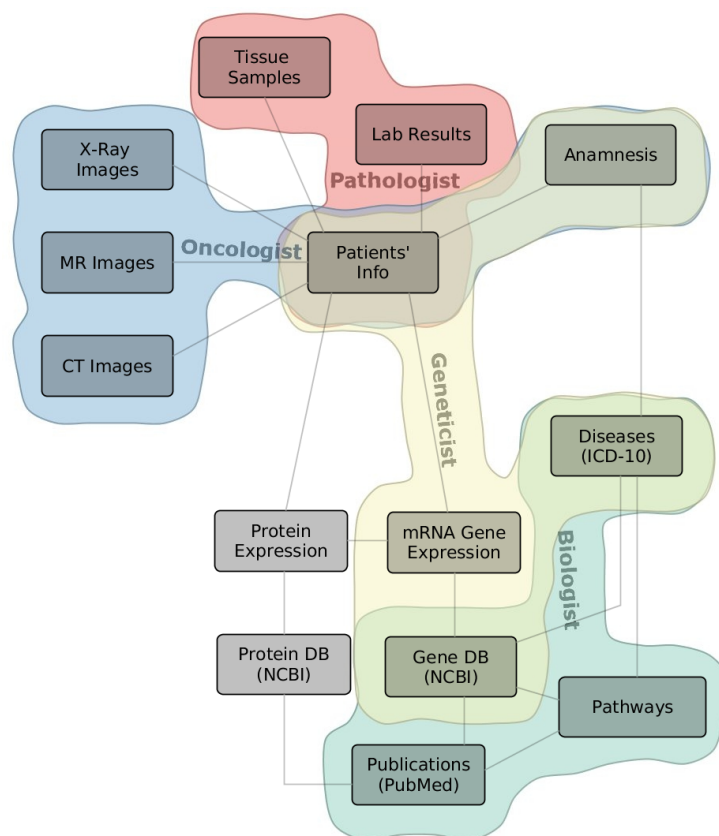 Tissue
Samples
Lab Results
X-Ray
Images
Anamnesis
Pathologist
Oncologist
Patients'
Info
MR Images
CT Images
Geneticist
Diseases
(ICD-10)
Protein
Expression
mRNA Gene
Expression
Biologist
Protein DB
(NCBI)
Gene DB
(NCBI)
Pathways
Publications
(PubMed)